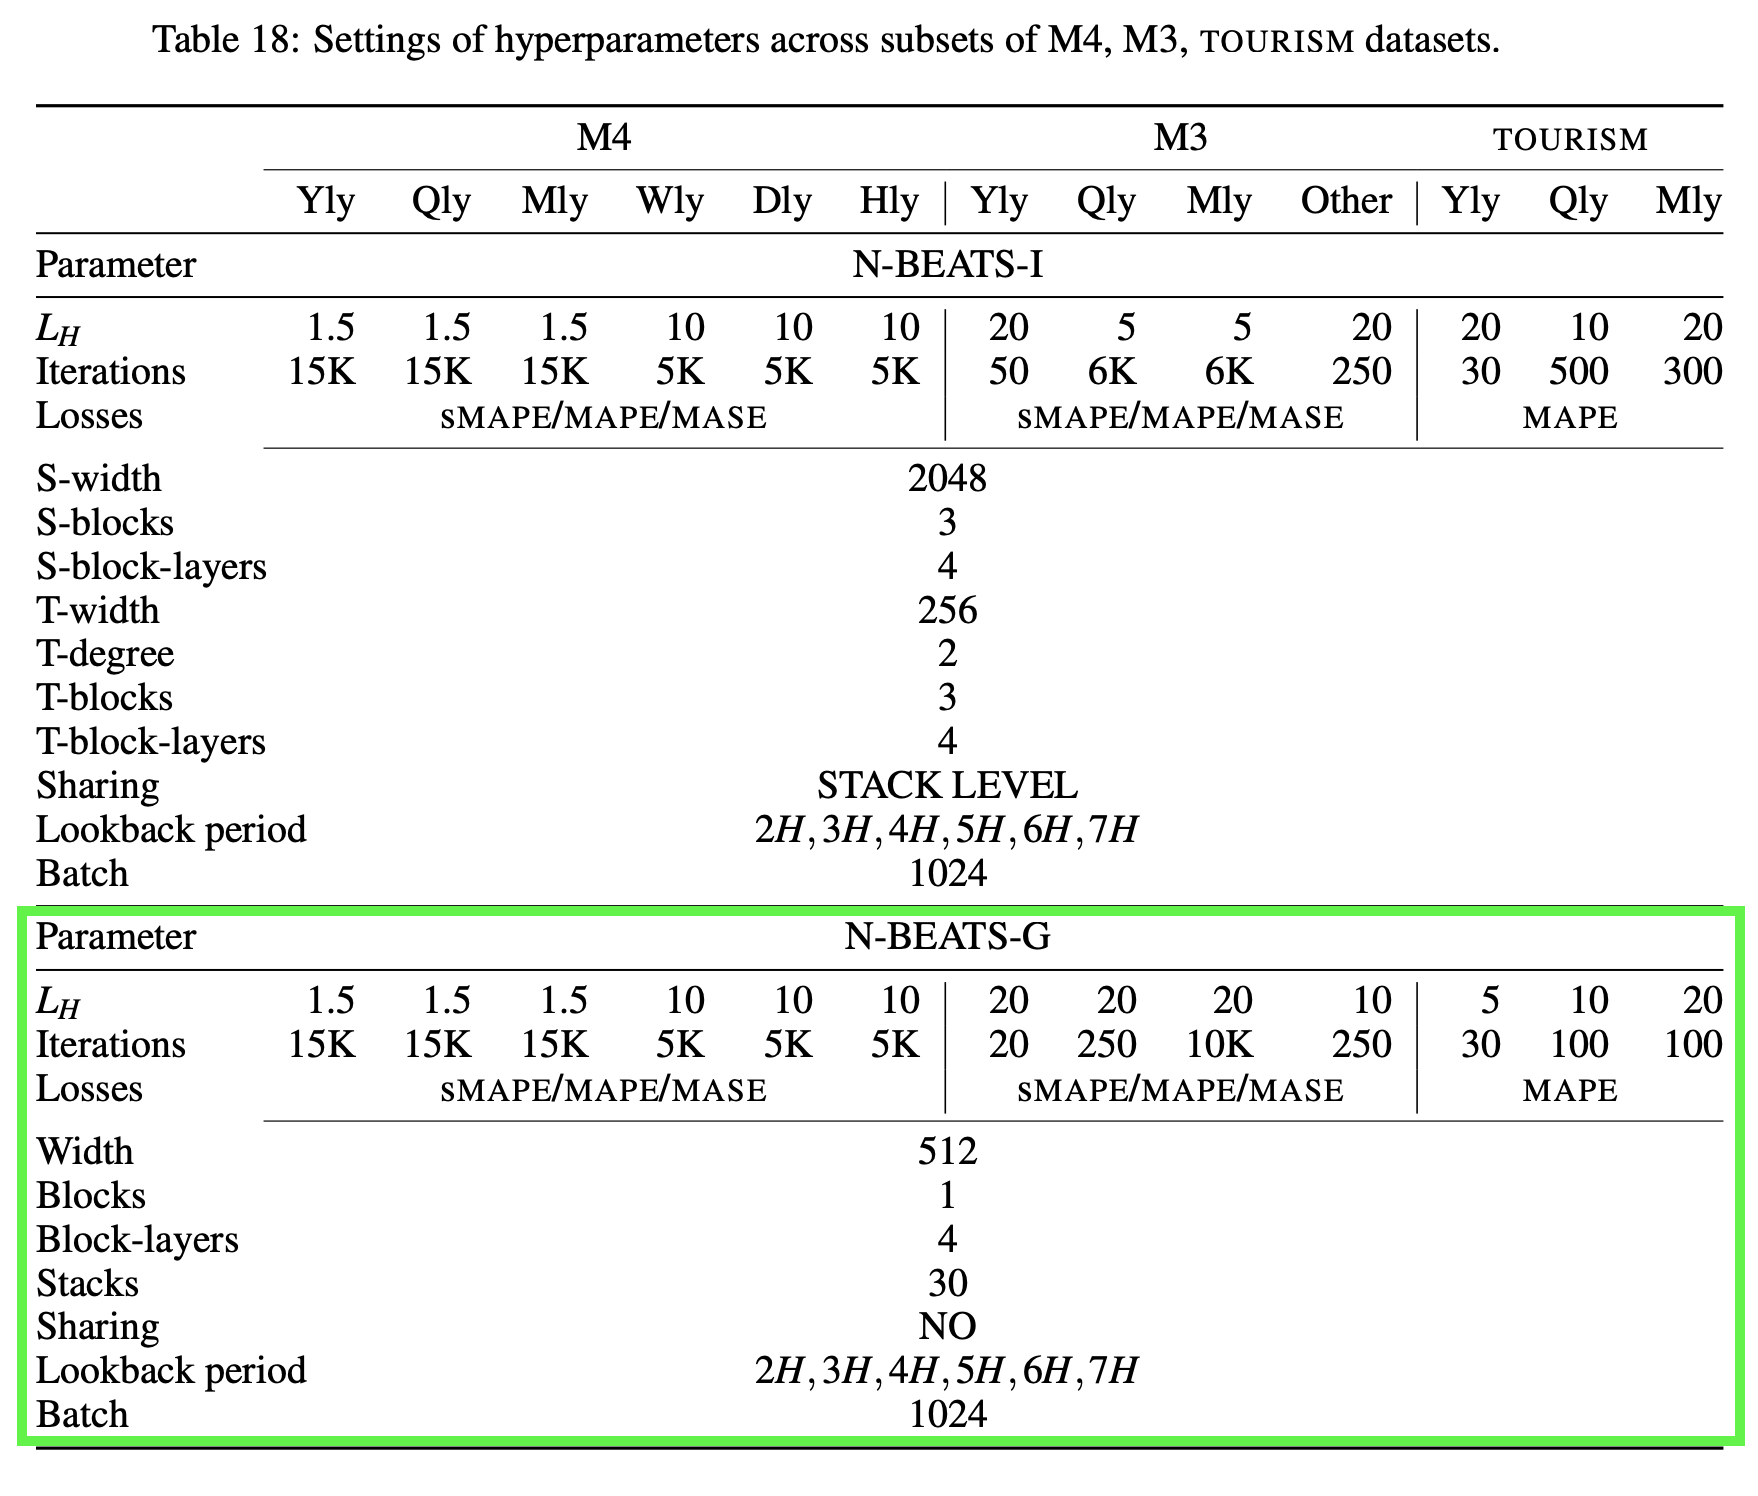 Table 18: Settings of hyperparameters across subsets of M4, M3, TOURISM datasets.
M4 M3 TOURISM
Yly Qly Mly Wly Dly Hly Yly Qly Mly Other Yly Qly Mly
Parameter N-BEATS-I
L_H 1.5 1.5 1.5 10 10 10 20 5 5 20 20 10 20
Iterations 15K 15K 15K 5K 5K 5K 50 6K 6K 250 30 500 300
Losses sMAPE/MAPE/MASE sMAPE/MAPE/MASE MAPE
S-width 2048
S-blocks 3
S-block-layers 4
T-width 256
T-degree 2
T-blocks 3
T-block-layers 4
Sharing STACK LEVEL
Lookback period 2H, 3H, 4H, 5H, 6H, 7H
Batch 1024
Parameter N-BEATS-G
L_H 1.5 1.5 1.5 10 10 10 20 20 20 10 5 10 20
Iterations 15K 15K 15K 5K 5K 5K 20 250 10K 250 30 100 100
Losses sMAPE/MAPE/MASE sMAPE/MAPE/MASE MAPE
Width 512
Blocks 1
Block-layers 4
Stacks 30
Sharing NO
Lookback period 2H, 3H, 4H, 5H, 6H, 7H
Batch 1024